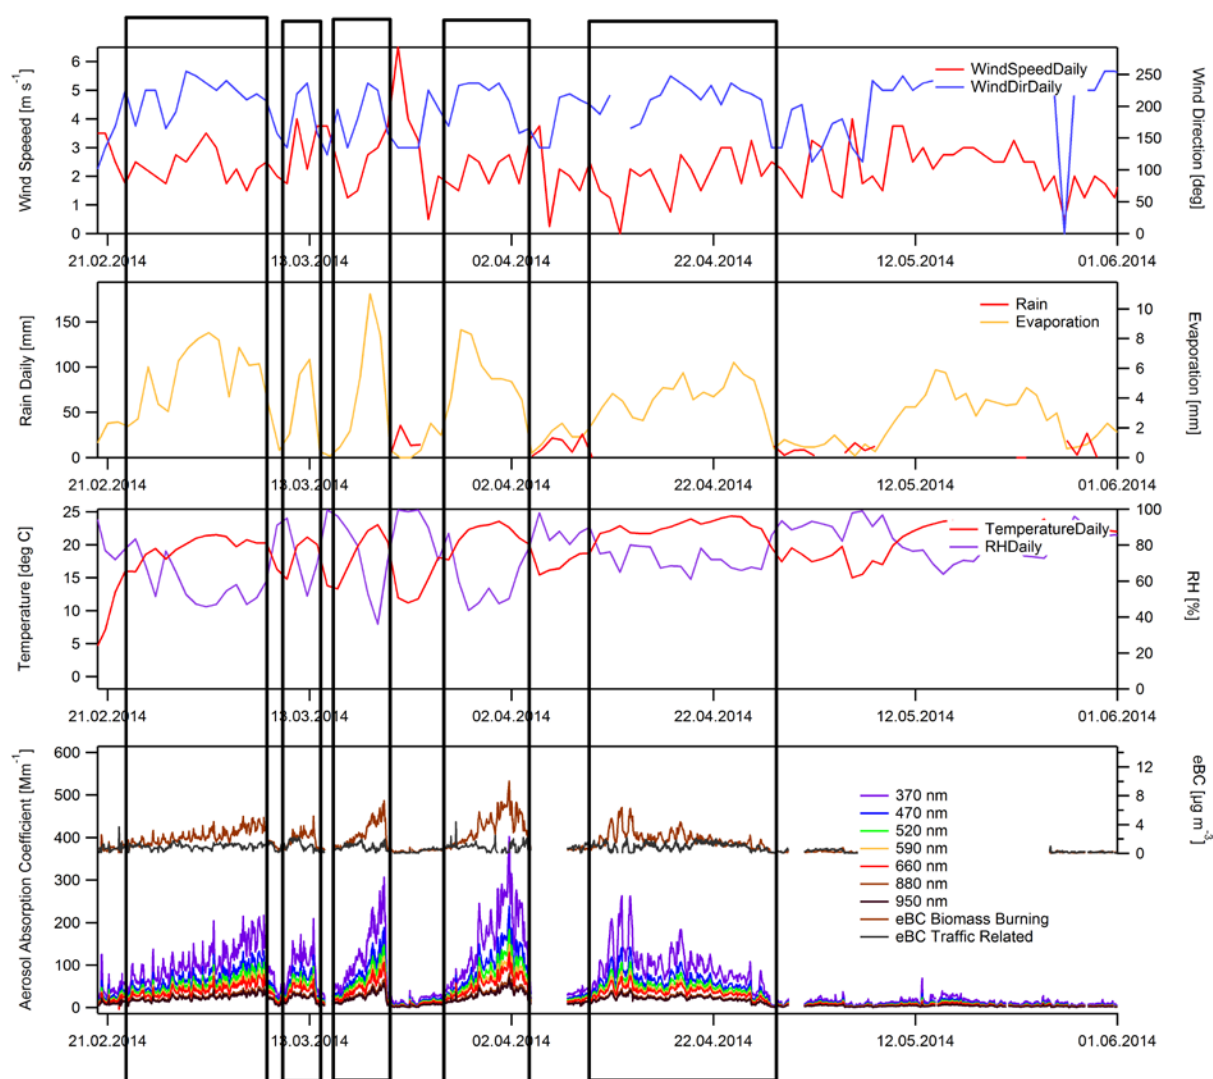 Wind Speed [m s-1]
6
5
4
3
2
1
0
WindSpeedDaily
WindDirDaily
250
200
150
100
50
0
Wind Direction [deg]
21.02.2014 13.03.2014 02.04.2014 22.04.2014 12.05.2014 01.06.2014
Rain Daily [mm]
150
100
50
0
Rain
Evaporation
10
8
6
4
2
0
Evaporation [mm]
21.02.2014 13.03.2014 02.04.2014 22.04.2014 12.05.2014 01.06.2014
Temperature [deg C]
25
20
15
10
5
0
TemperatureDaily
RHDaily
100
80
60
40
20
0
RH [%]
21.02.2014 13.03.2014 02.04.2014 22.04.2014 12.05.2014 01.06.2014
Aerosol Absorption Coefficient [Mm-1]
600
500
400
300
200
100
0
12
8
4
0
eBC [µg m-3]
370 nm
470 nm
520 nm
590 nm
660 nm
880 nm
950 nm
eBC Biomass Burning
eBC Traffic Related
21.02.2014 13.03.2014 02.04.2014 22.04.2014 12.05.2014 01.06.2014